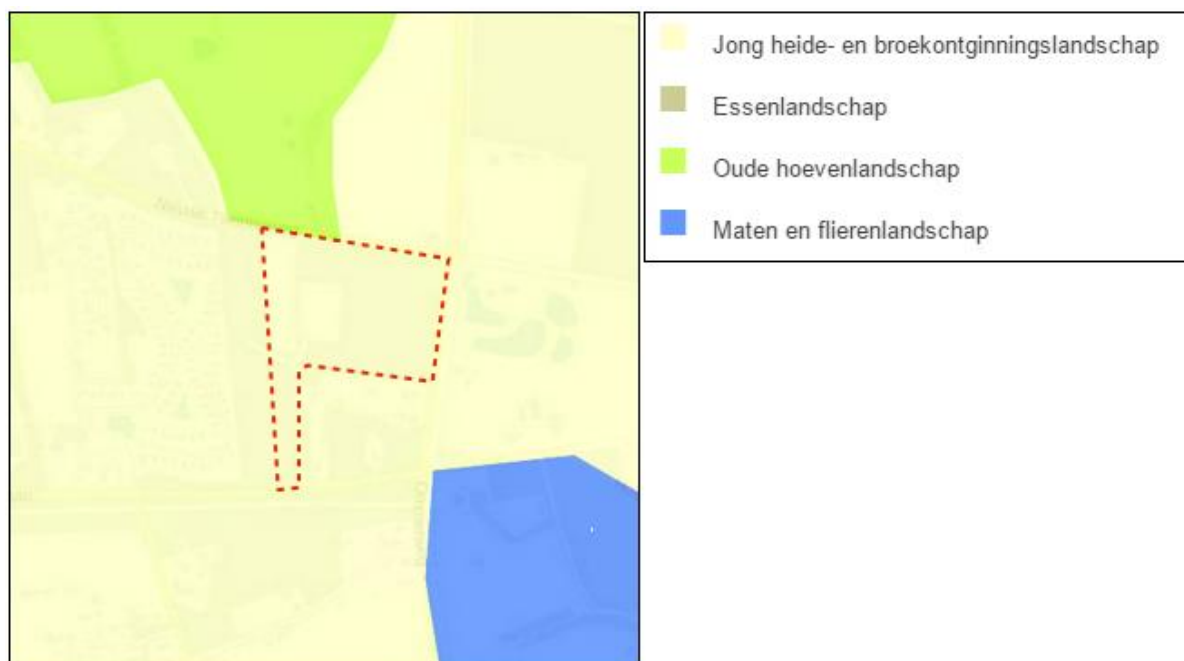 Jong heide- en broekontginningslandschap
Essenlandschap
Oude hoevenlandschap
Maten en flierenlandschap